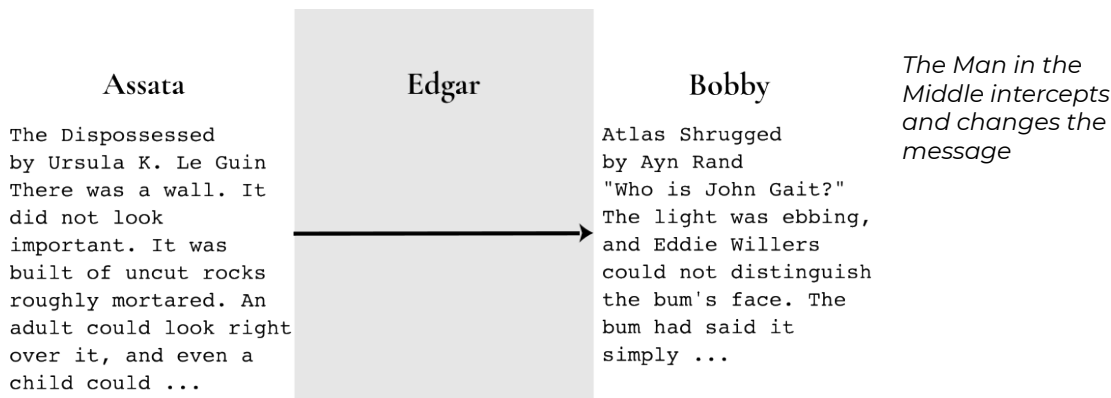 Assata
The Dispossessed
by Ursula K. Le Guin
There was a wall. It
did not look
important. It was
built of uncut rocks
roughly mortared. An
adult could look right
over it, and even a
child could ...
Edgar
Bobby
Atlas Shrugged
by Ayn Rand
"Who is John Gait?"
The light was ebbing,
and Eddie Willers
could not distinguish
the bum's face. The
bum had said it
simply ...
The Man in the
Middle intercepts
and changes the
message